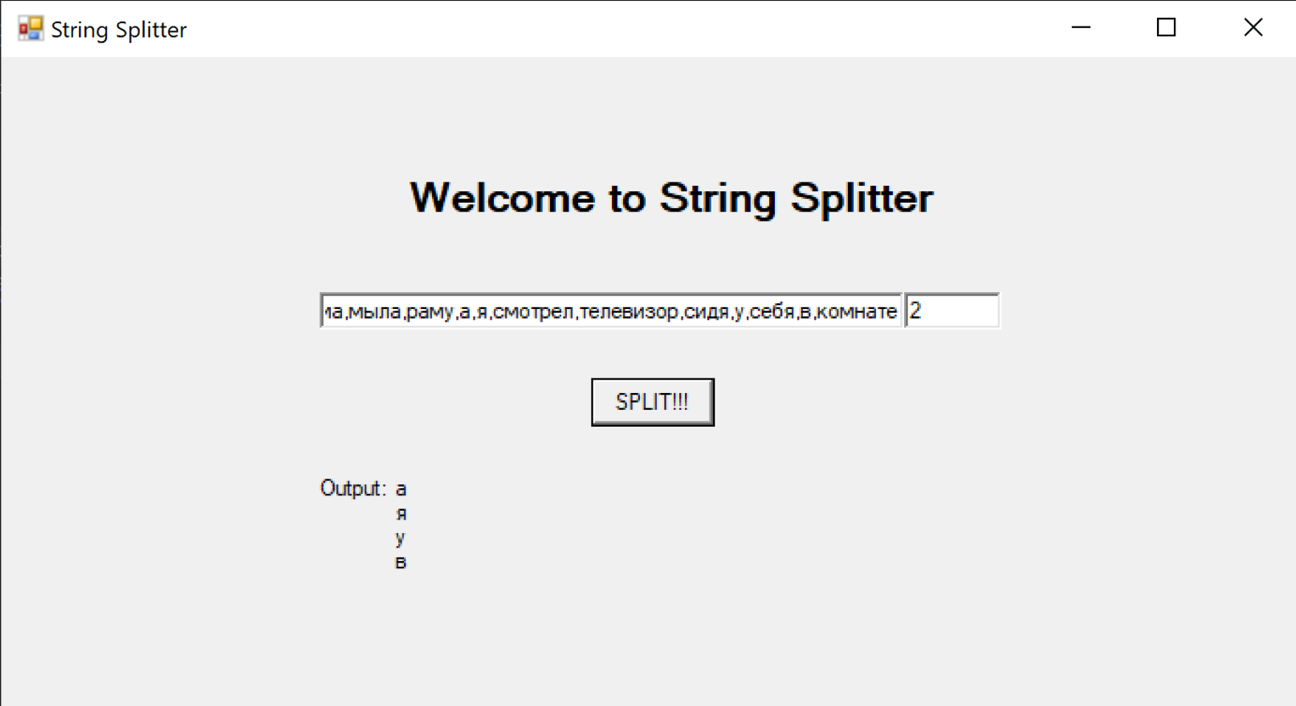 String Splitter
Welcome to String Splitter
ма,мыла,раму,а,я,смотрел,телевизор,сидя,у,себя,в,комнате 2
SPLIT!!!
Output: а
я
у
в